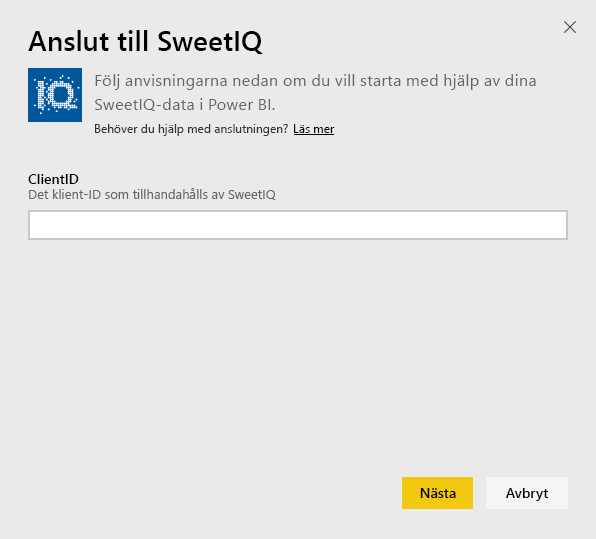 Anslut till SweetIQ
IQ
Följ anvisningarna nedan om du vill starta med hjälp av dina
SweetIQ-data i Power BI.
Behöver du hjälp med anslutningen? Läs mer
ClientID
Det klient-ID som tillhandahålls av SweetIQ
Nästa
Avbryt